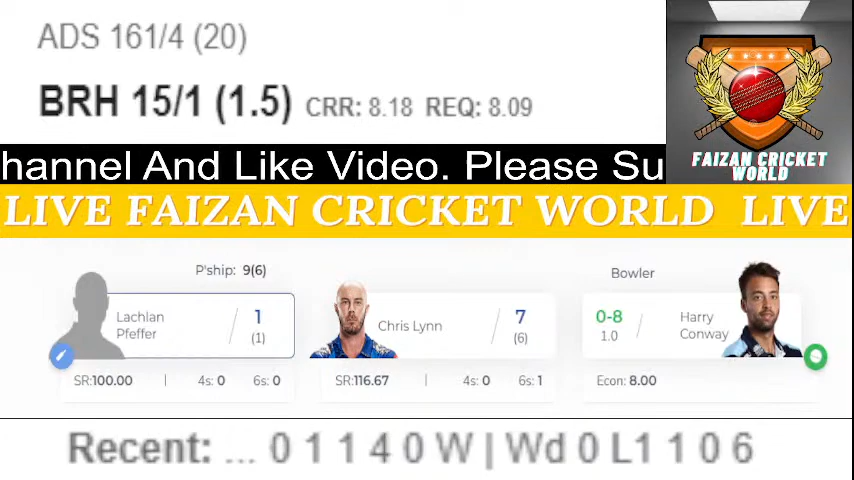 ADS 161/4 (20)
BRH 15/1 (1.5) CRR: 8.18 REQ: 8.09
FAIZAN CRICKET
WORLD
hannel And Like Video. Please Su
LIVE FAIZAN CRICKET WORLD LIVE
P'ship: 9(6)
Bowler
Lachlan
Pfeffer
1
(1)
Chris Lynn
7
(6)
0-8
1.0
Harry
Conway
SR:100.00 4s: 0 6s: 0
SR:116.67 4s: 0 6s: 1
Econ: 8.00
Recent: ... 0 1 1 4 0 W | Wd 0 L1 1 0 6